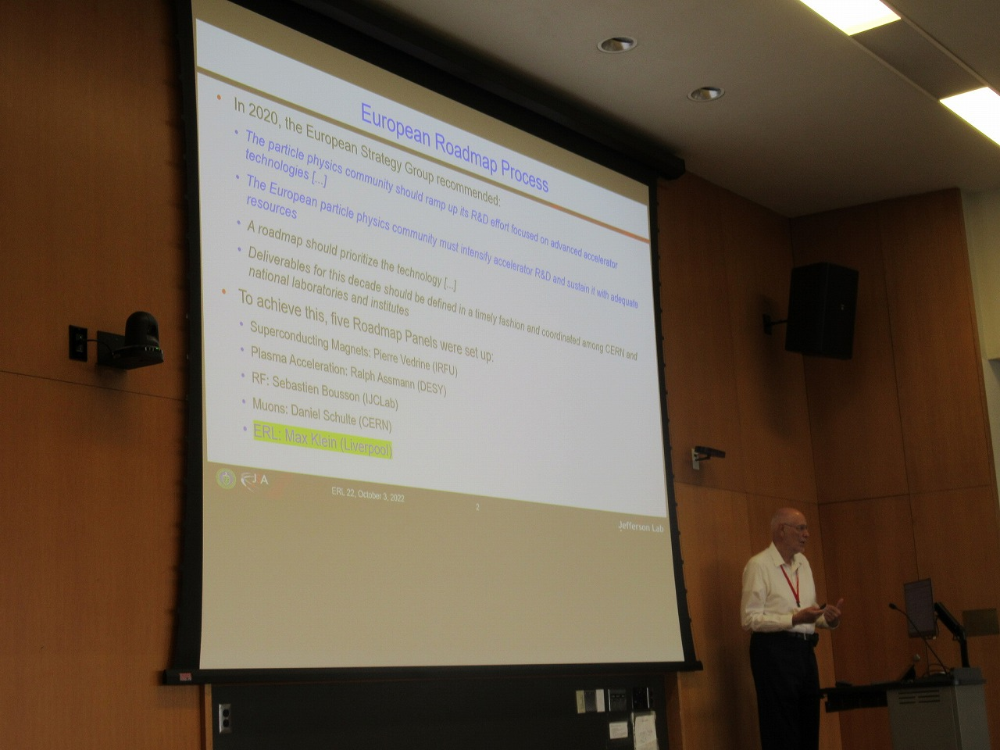 European Roadmap Process
In 2020, the European Strategy Group recommended:
The particle physics community should ramp up its R&D effort focused on advanced accelerator
technologies [...]
The European particle physics community must intensify accelerator R&D and sustain it with adequate
resources
A roadmap should prioritize the technology [...]
Deliverables for this decade should be defined in a timely fashion and coordinated among CERN and
national laboratories and institutes
To achieve this, five Roadmap Panels were set up:
Superconducting Magnets: Pierre Vedrine (IRFU)
Plasma Acceleration: Ralph Assmann (DESY)
RF: Sebastien Bousson (IJCLab)
Muons: Daniel Schulte (CERN)
ERL: Max Klein (Liverpool)
JA
ERL 22, October 3, 2022
2
Jefferson Lab